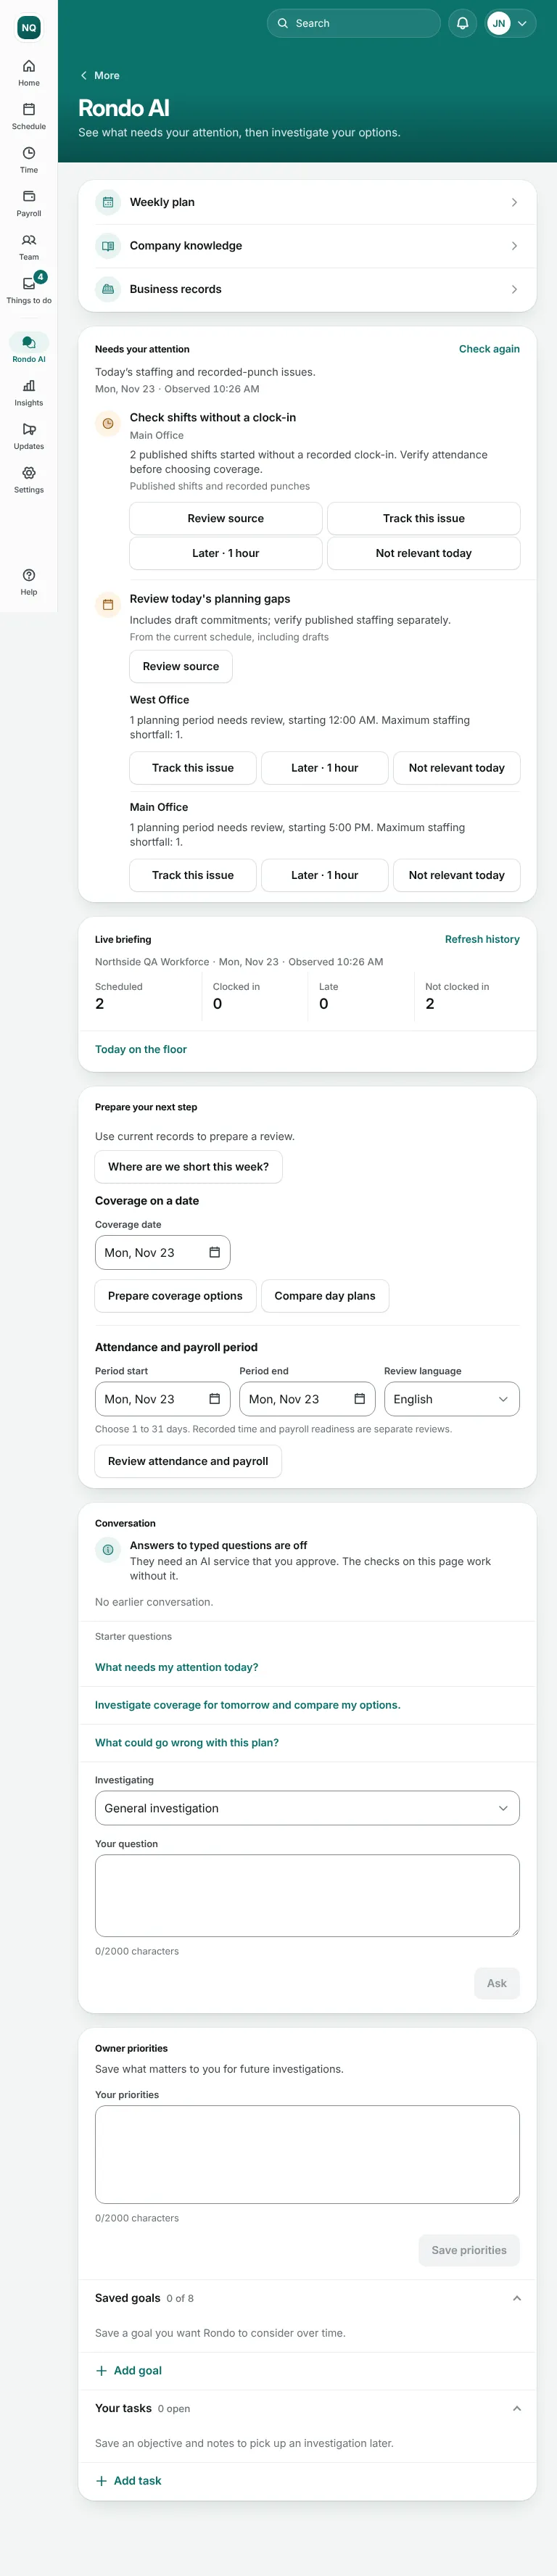 NQ
Search
JN
Home
Schedule
Time
Payroll
Team
4
Things to do
Rondo AI
Insights
Updates
Settings
Help
More
Rondo AI
See what needs your attention, then investigate your options.
Weekly plan
Company knowledge
Business records
Needs your attention
Check again
Today's staffing and recorded-punch issues.
Mon, Nov 23 · Observed 10:26 AM
Check shifts without a clock-in
Main Office
2 published shifts started without a recorded clock-in. Verify attendance
before choosing coverage.
Published shifts and recorded punches
Review source
Track this issue
Later · 1 hour
Not relevant today
Review today's planning gaps
Includes draft commitments; verify published staffing separately.
From the current schedule, including drafts
Review source
West Office
1 planning period needs review, starting 12:00 AM. Maximum staffing
shortfall: 1.
Track this issue
Later · 1 hour
Not relevant today
Main Office
1 planning period needs review, starting 5:00 PM. Maximum staffing
shortfall: 1.
Track this issue
Later · 1 hour
Not relevant today
Live briefing
Refresh history
Northside QA Workforce · Mon, Nov 23 · Observed 10:26 AM
Scheduled
2
Clocked in
0
Late
0
Not clocked in
2
Today on the floor
Prepare your next step
Use current records to prepare a review.
Where are we short this week?
Coverage on a date
Coverage date
Mon, Nov 23
Prepare coverage options
Compare day plans
Attendance and payroll period
Period start
Period end
Review language
Mon, Nov 23
Mon, Nov 23
English
Choose 1 to 31 days. Recorded time and payroll readiness are separate reviews.
Review attendance and payroll
Conversation
Answers to typed questions are off
They need an AI service that you approve. The checks on this page work
without it.
No earlier conversation.
Starter questions
What needs my attention today?
Investigate coverage for tomorrow and compare my options.
What could go wrong with this plan?
Investigating
General investigation
Your question
0/2000 characters
Ask
Owner priorities
Save what matters to you for future investigations.
Your priorities
0/2000 characters
Save priorities
Saved goals 0 of 8
Save a goal you want Rondo to consider over time.
Add goal
Your tasks 0 open
Save an objective and notes to pick up an investigation later.
Add task